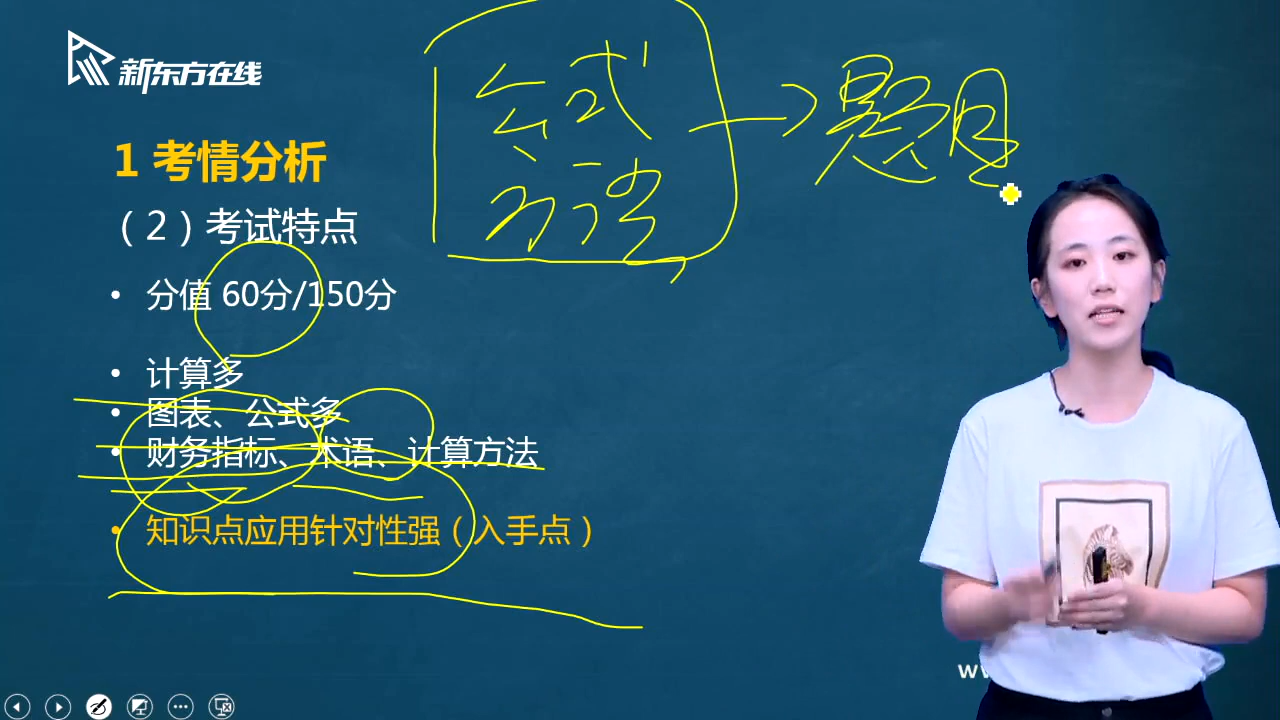 新东方在线
公式
方法
题目
1 考情分析
（2）考试特点
• 分值 60分/150分
• 计算多
• 图表、公式多
• 财务指标、术语、计算方法
• 知识点应用针对性强（入手点）
w